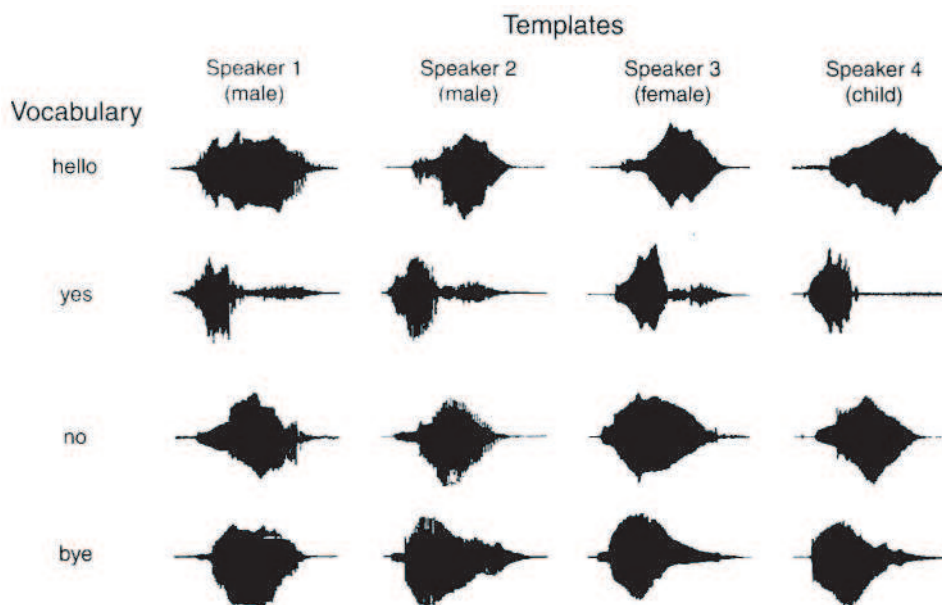 Templates
Speaker 1 Speaker 2 Speaker 3 Speaker 4
(male) (male) (female) (child)
Vocabulary
hello
yes
no
bye